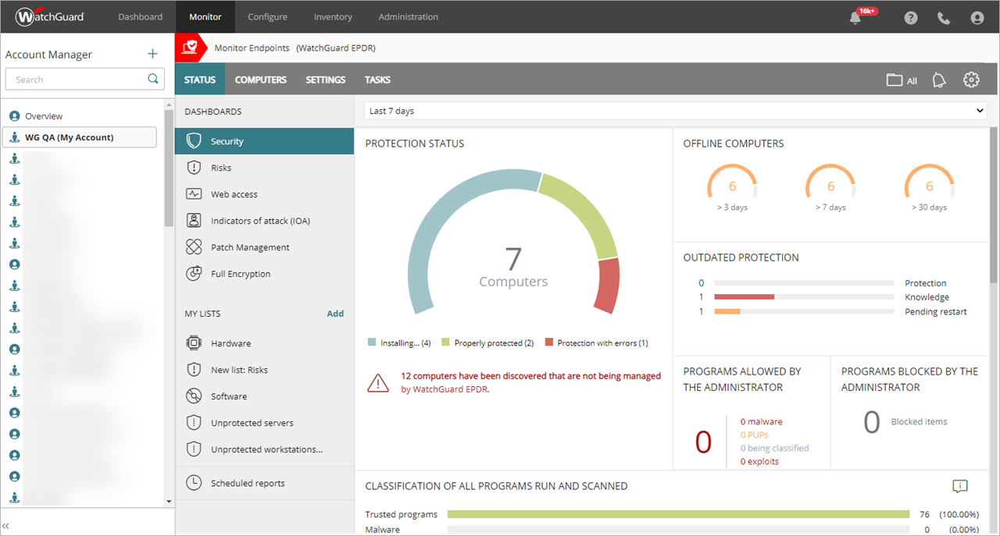 WatchGuard
Dashboard
Monitor
Configure
Inventory
Administration
16k+
?
Account Manager
+
Search
Overview
WG QA (My Account)
«
Monitor Endpoints (WatchGuard EPDR)
STATUS
COMPUTERS
SETTINGS
TASKS
All
DASHBOARDS
Security
Risks
Web access
Indicators of attack (IOA)
Patch Management
Full Encryption
MY LISTS
Add
Hardware
New list: Risks
Software
Unprotected servers
Unprotected workstations...
Scheduled reports
Last 7 days
PROTECTION STATUS
7
Computers
Installing... (4)
Properly protected (2)
Protection with errors (1)
12 computers have been discovered that are not being managed
by WatchGuard EPDR.
OFFLINE COMPUTERS
6
> 3 days
6
> 7 days
6
> 30 days
OUTDATED PROTECTION
0 Protection
1 Knowledge
1 Pending restart
PROGRAMS ALLOWED BY
THE ADMINISTRATOR
0
0 malware
0 PUPs
0 being classified
0 exploits
PROGRAMS BLOCKED BY THE
ADMINISTRATOR
0 Blocked items
CLASSIFICATION OF ALL PROGRAMS RUN AND SCANNED
Trusted programs 76 (100.00%)
Malware 0 (0.00%)